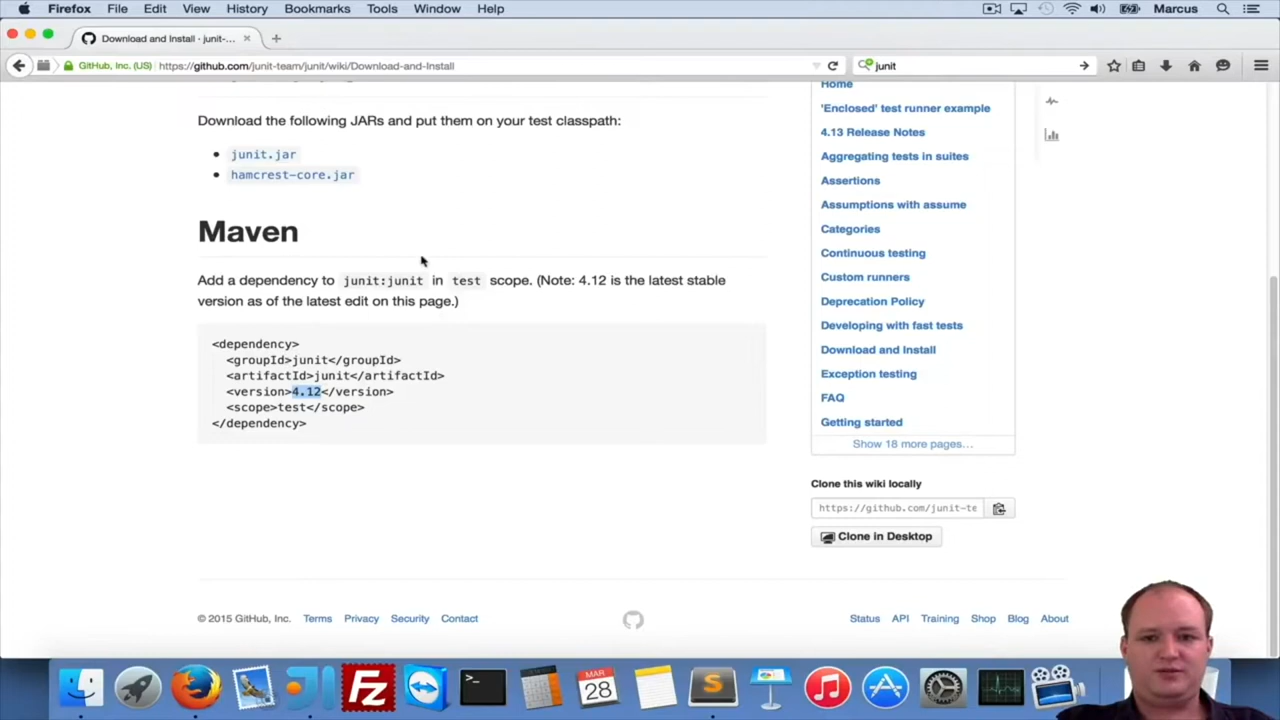 Firefox File Edit View History Bookmarks Tools Window Help Marcus
Download and Install · junit-...
GitHub, Inc. (US) https://github.com/junit-team/junit/wiki/Download-and-Install junit
Download the following JARs and put them on your test classpath:
junit.jar
hamcrest-core.jar
Maven
Add a dependency to junit:junit in test scope. (Note: 4.12 is the latest stable
version as of the latest edit on this page.)
<dependency>
<groupId>junit</groupId>
<artifactId>junit</artifactId>
<version>4.12</version>
<scope>test</scope>
</dependency>
Home
'Enclosed' test runner example
4.13 Release Notes
Aggregating tests in suites
Assertions
Assumptions with assume
Categories
Continuous testing
Custom runners
Deprecation Policy
Developing with fast tests
Download and Install
Exception testing
FAQ
Getting started
Show 18 more pages...
Clone this wiki locally
https://github.com/junit-te
Clone in Desktop
© 2015 GitHub, Inc. Terms Privacy Security Contact
Status API Training Shop Blog About
Fz
>_
MAR
28
S